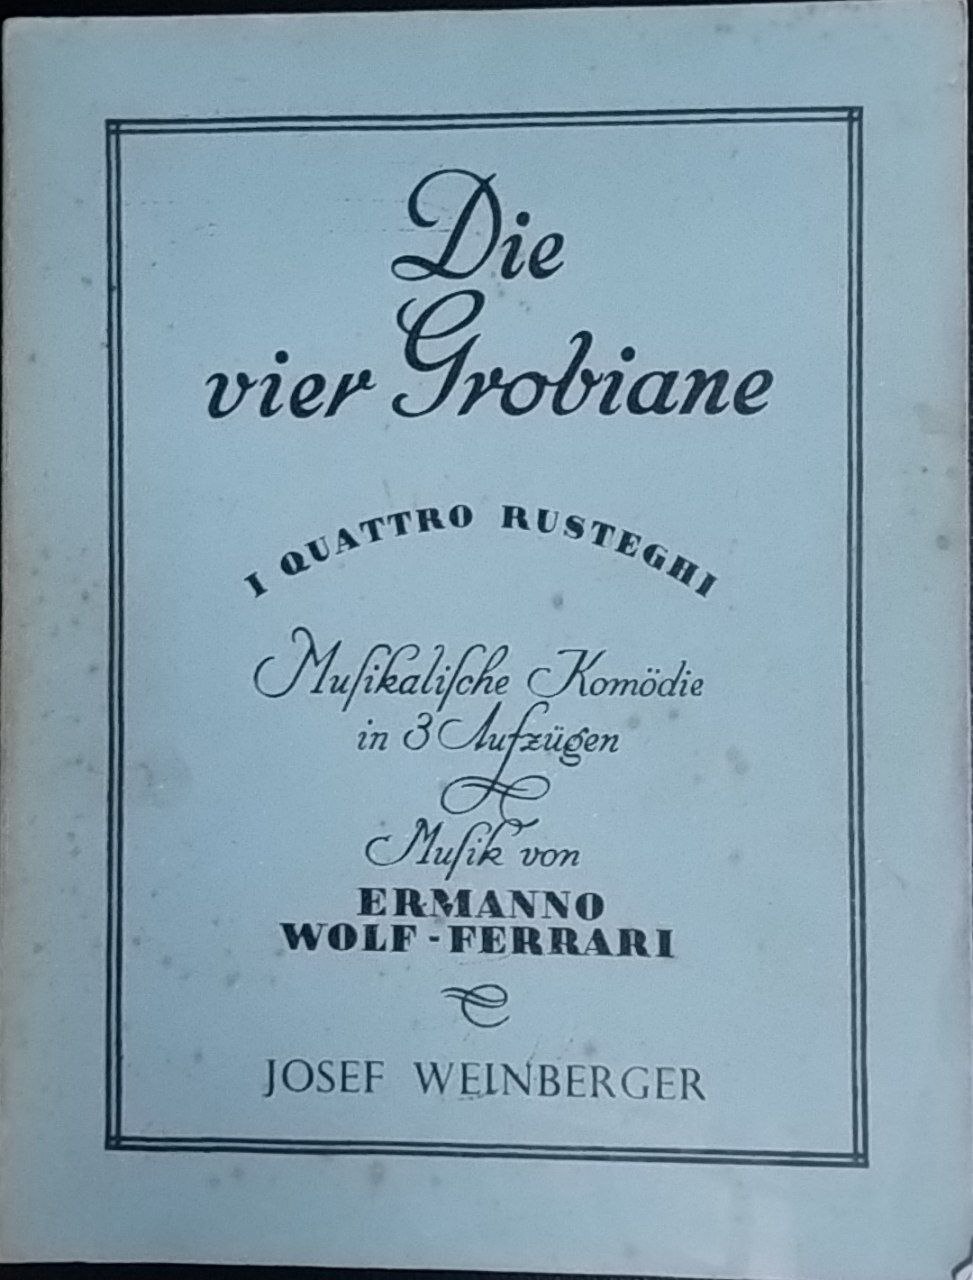 Die
vier Grobiane
I QUATTRO RUSTEGHI
Muſikaliſche Komödie
in 3 Aufzügen
Muſik von
ERMANNO
WOLF-FERRARI
JOSEF WEINBERGER